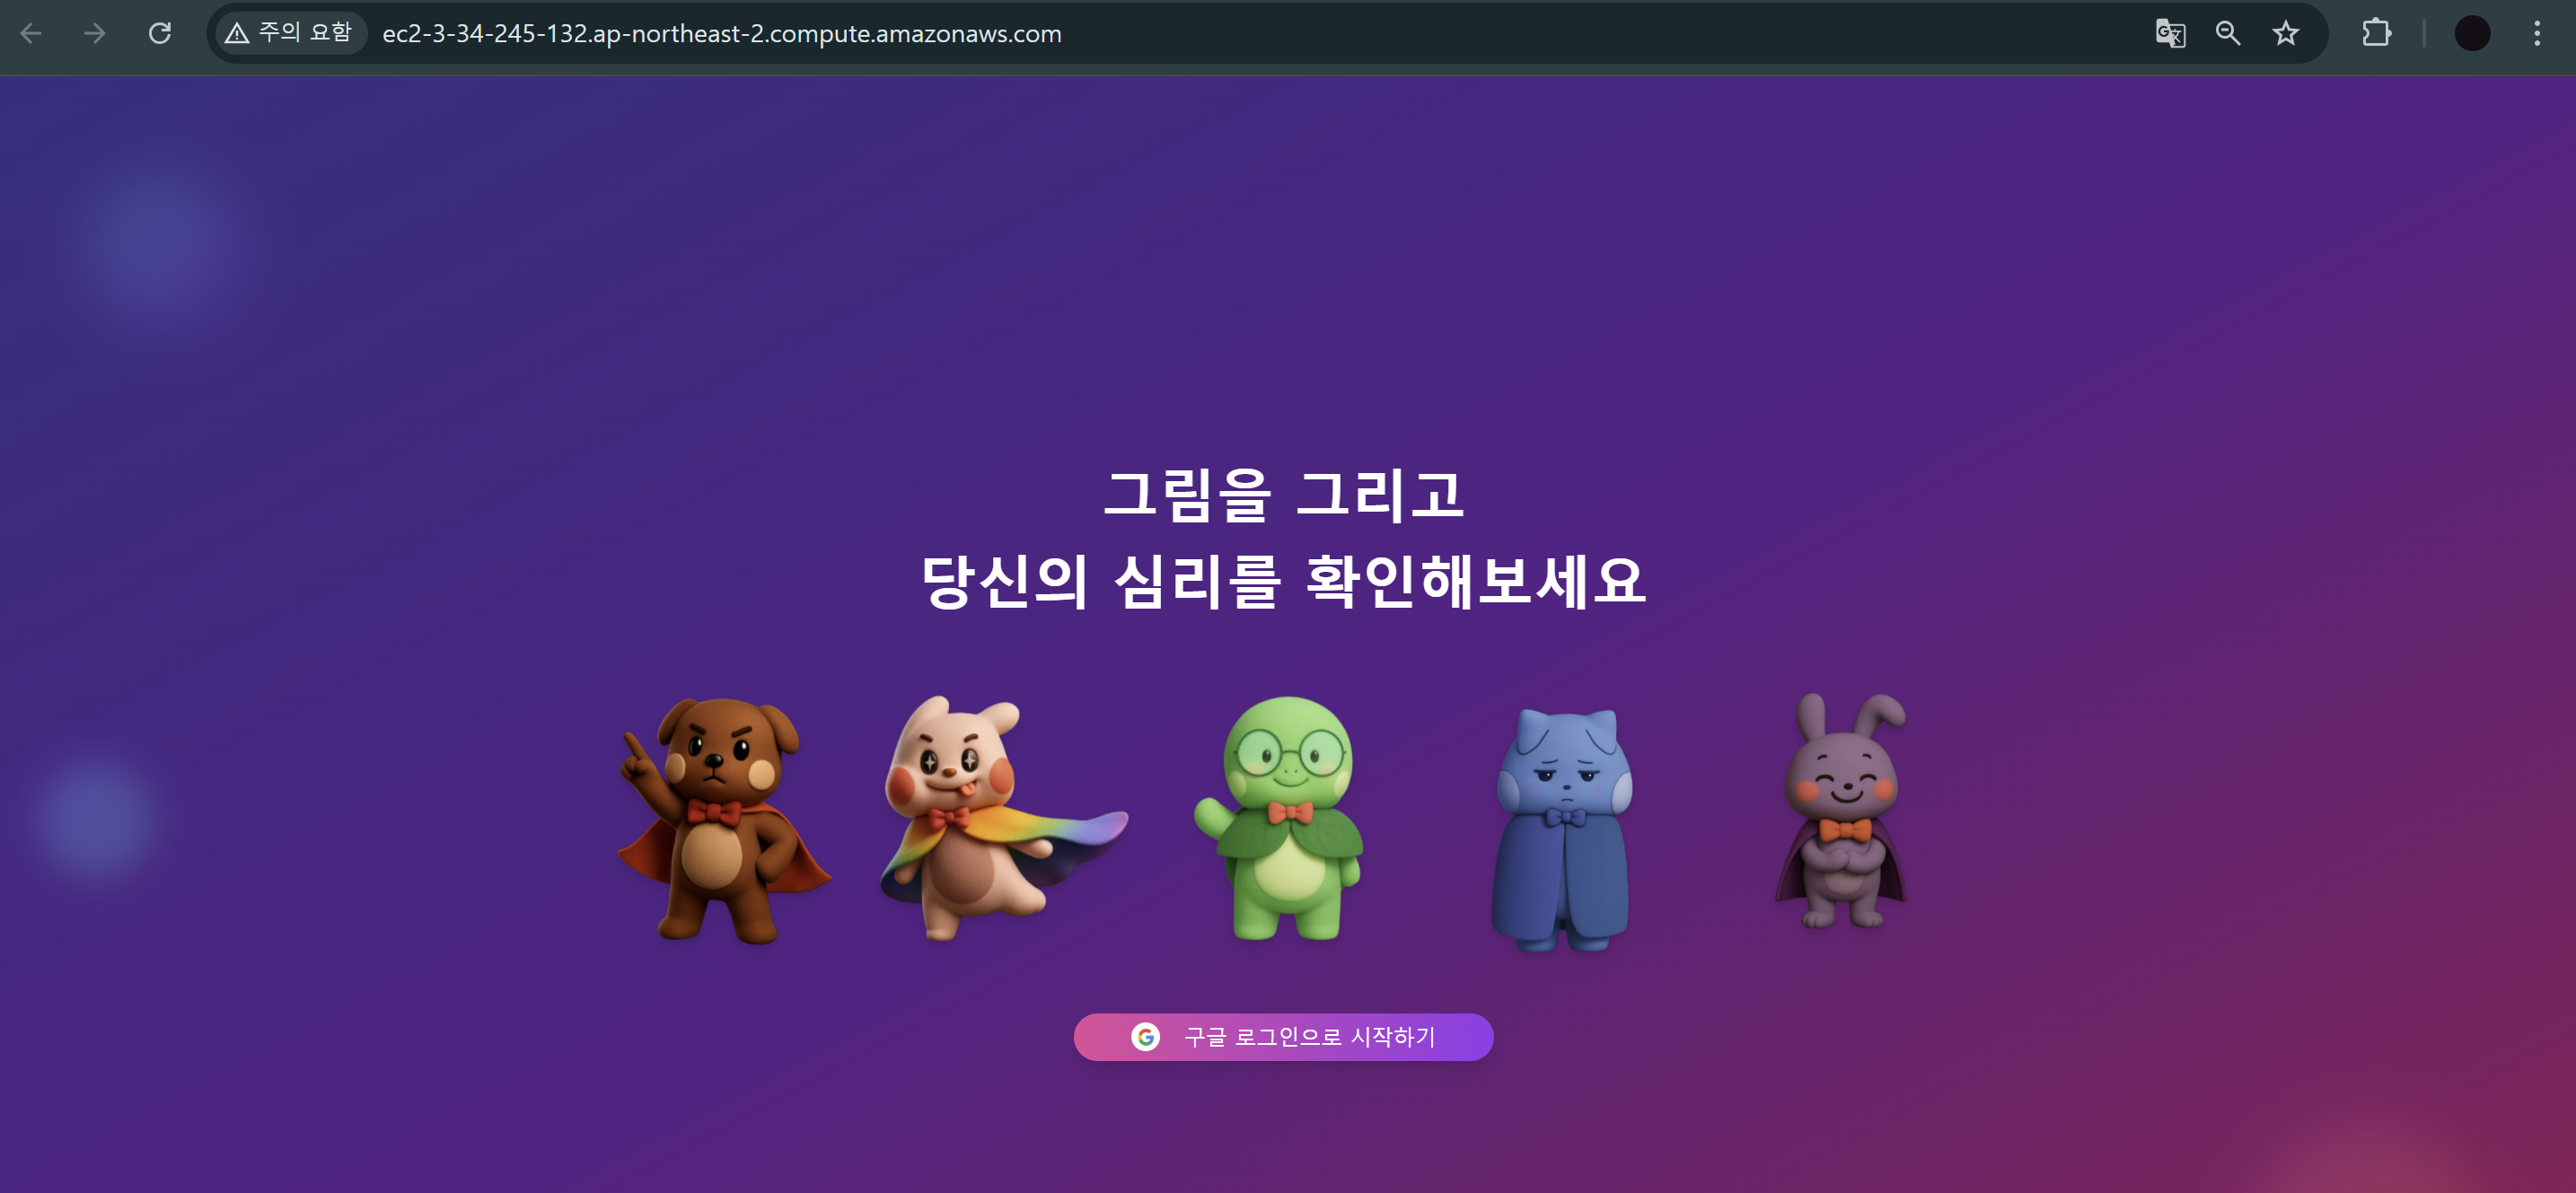 주의 요함
ec2-3-34-245-132.ap-northeast-2.compute.amazonaws.com
그림을 그리고
당신의 심리를 확인해보세요
구글 로그인으로 시작하기